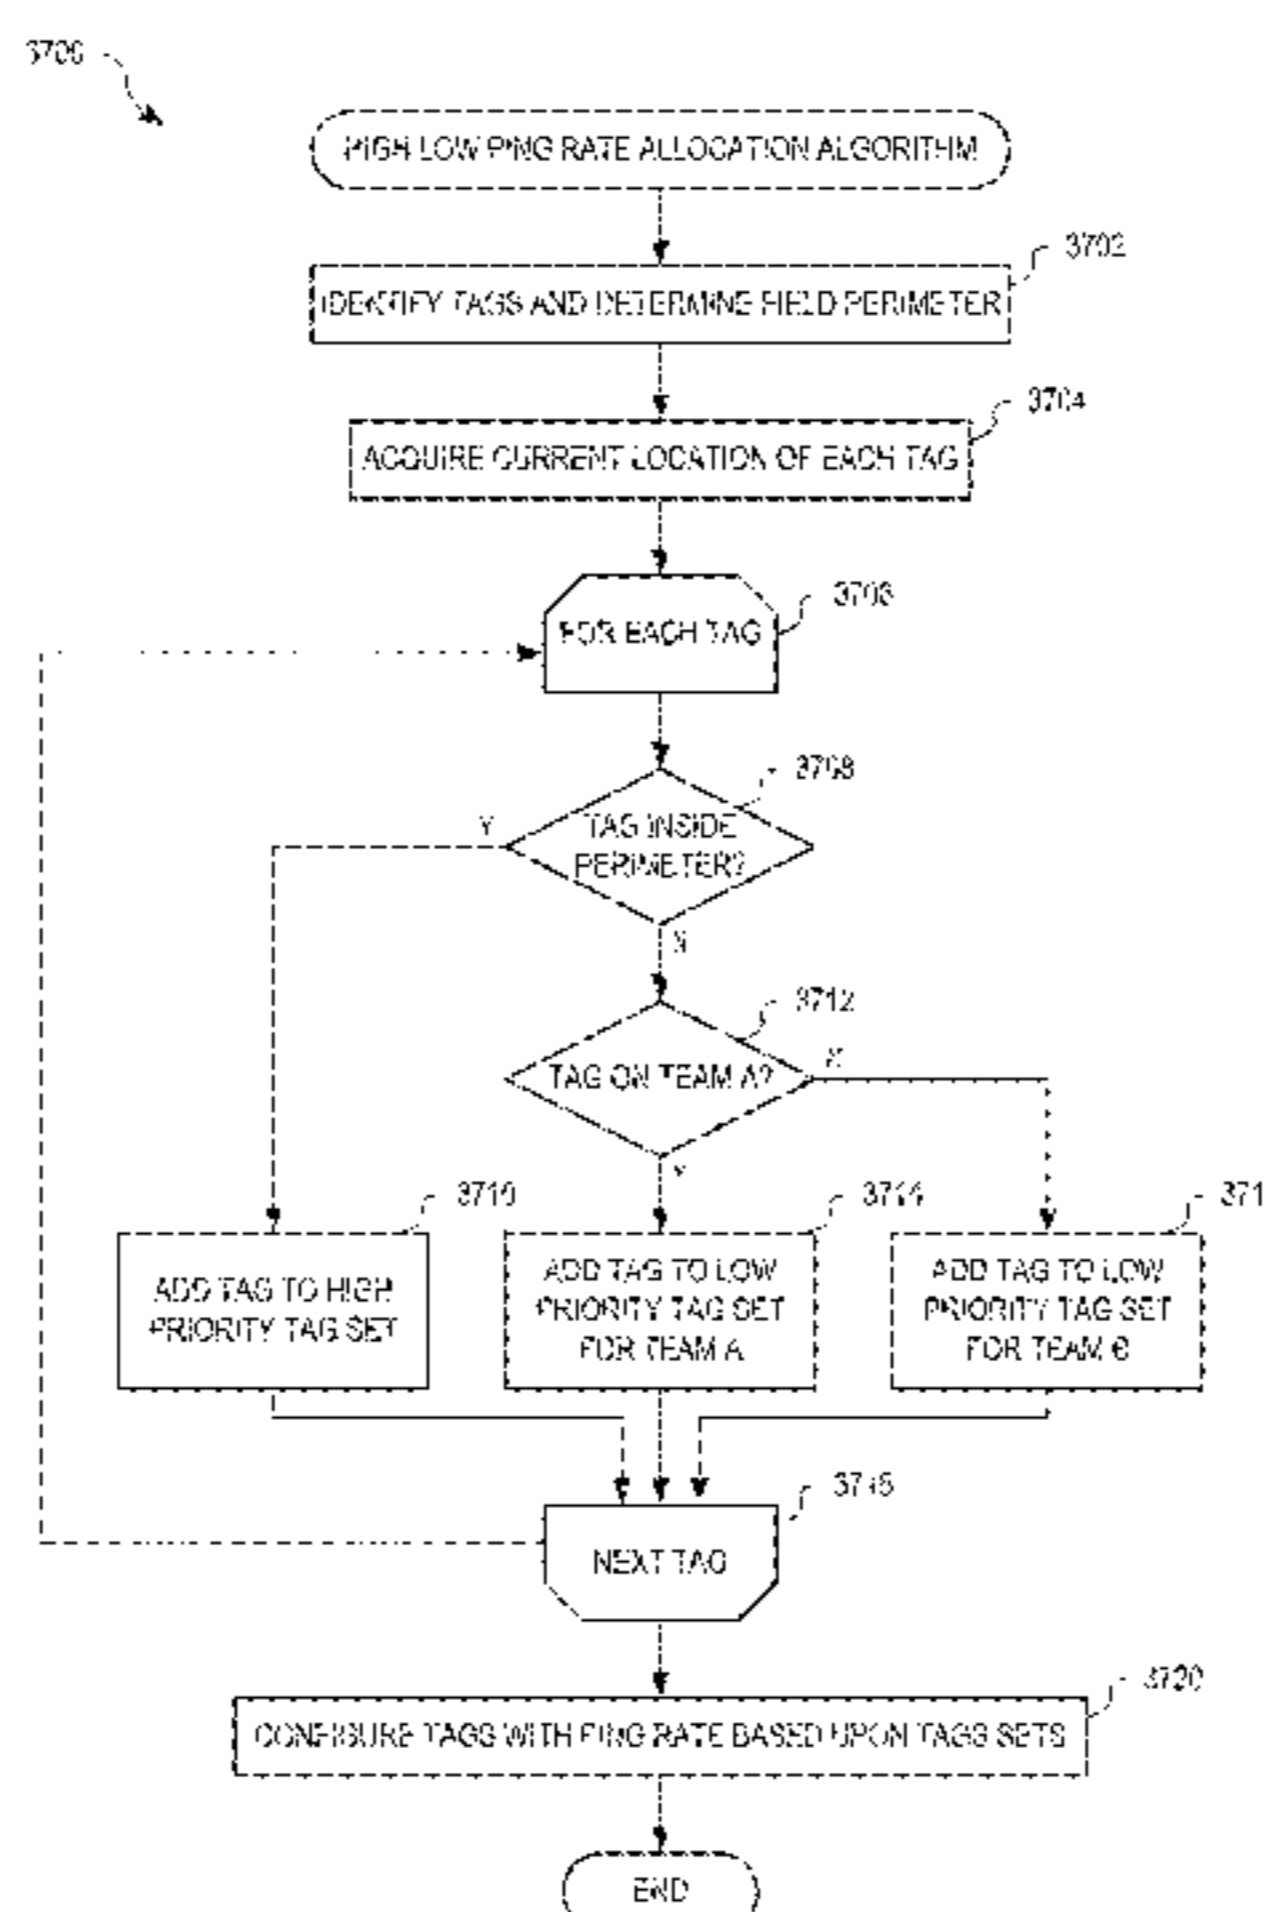 3700
HIGH LOW PING RATE ALLOCATION ALGORITHM
3702
IDENTIFY TAGS AND DETERMINE FIELD PERIMETER
3704
ACQUIRE CURRENT LOCATION OF EACH TAG
FOR EACH TAG
3708
Y
TAG INSIDE
PERIMETER?
N
3712
TAG ON TEAM A?
N
Y
3710
3714
371
ADD TAG TO HIGH
PRIORITY TAG SET
ADD TAG TO LOW
PRIORITY TAG SET
FOR TEAM A
ADD TAG TO LOW
PRIORITY TAG SET
FOR TEAM B
NEXT TAG
3720
CONFIGURE TAGS WITH PING RATE BASED UPON TAGS SETS
END